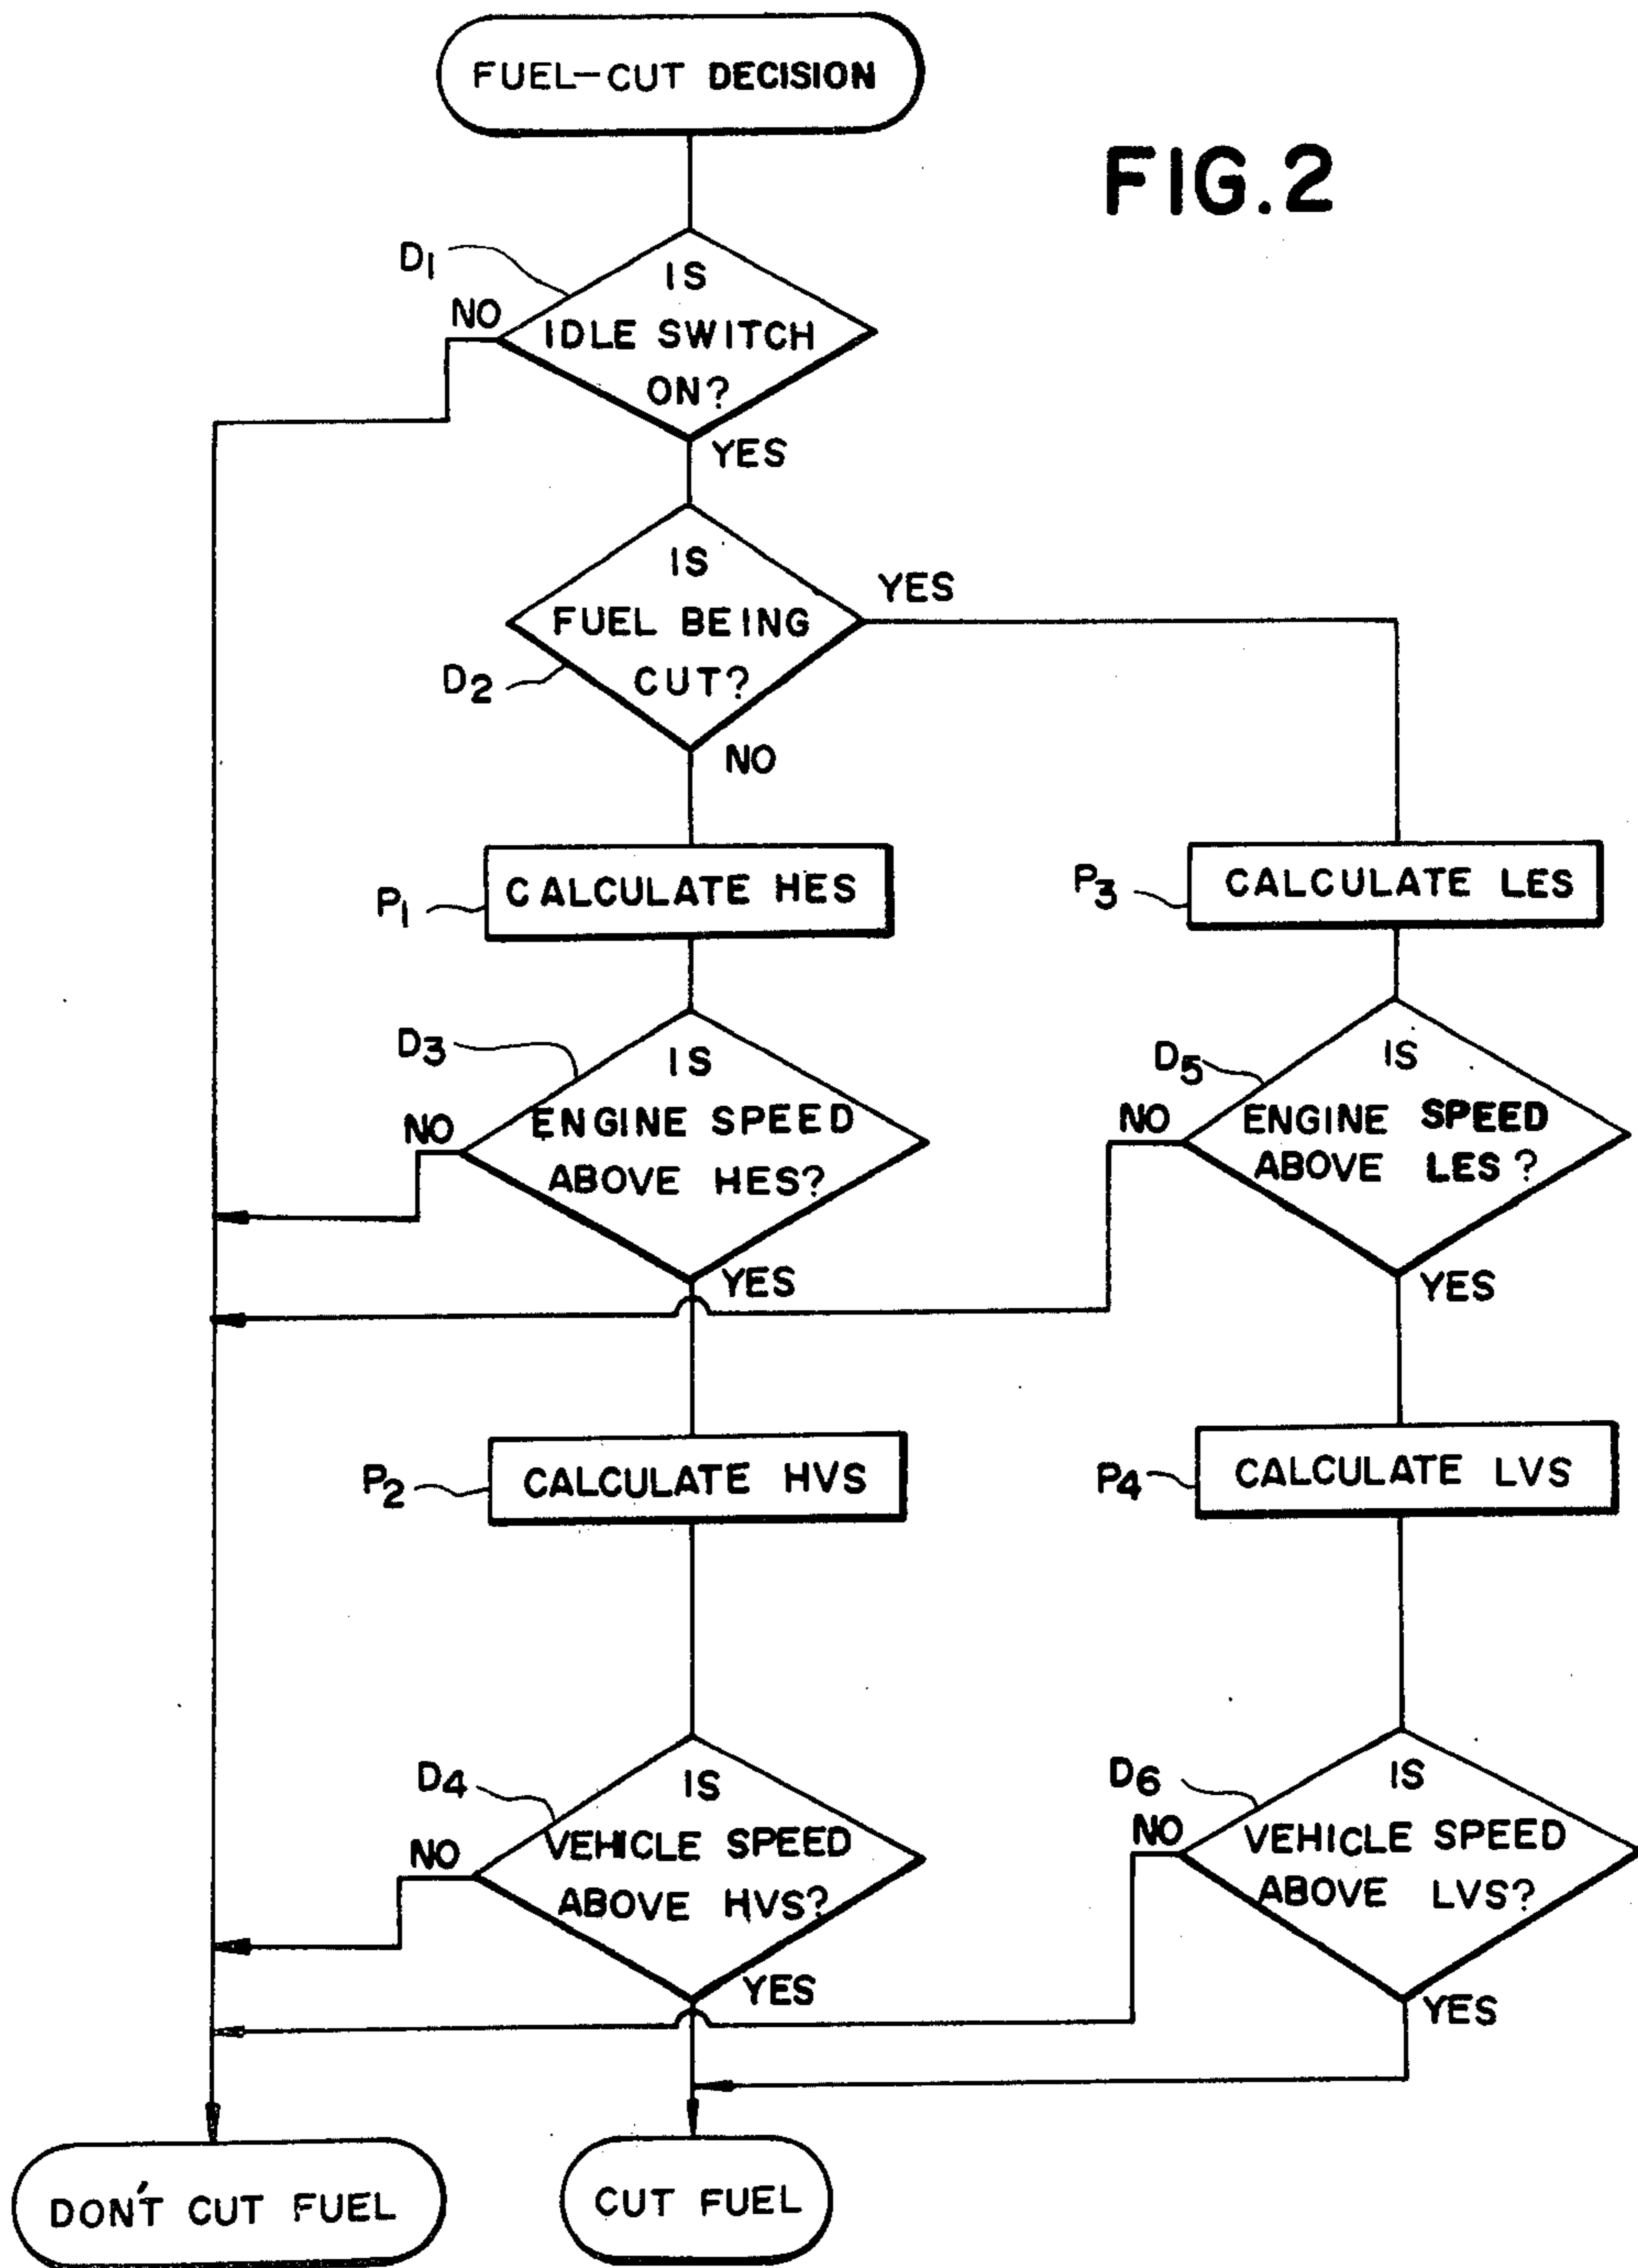 FUEL-CUT DECISION
FIG.2
D1
IS
IDLE SWITCH
ON?
NO
YES
IS
FUEL BEING
CUT?
D2
YES
NO
P1
CALCULATE HES
P3
CALCULATE LES
D3
IS
ENGINE SPEED
ABOVE HES?
NO
YES
D5
IS
ENGINE SPEED
ABOVE LES?
NO
YES
P2
CALCULATE HVS
P4
CALCULATE LVS
D4
IS
VEHICLE SPEED
ABOVE HVS?
NO
YES
D6
IS
VEHICLE SPEED
ABOVE LVS?
NO
YES
DON'T CUT FUEL
CUT FUEL